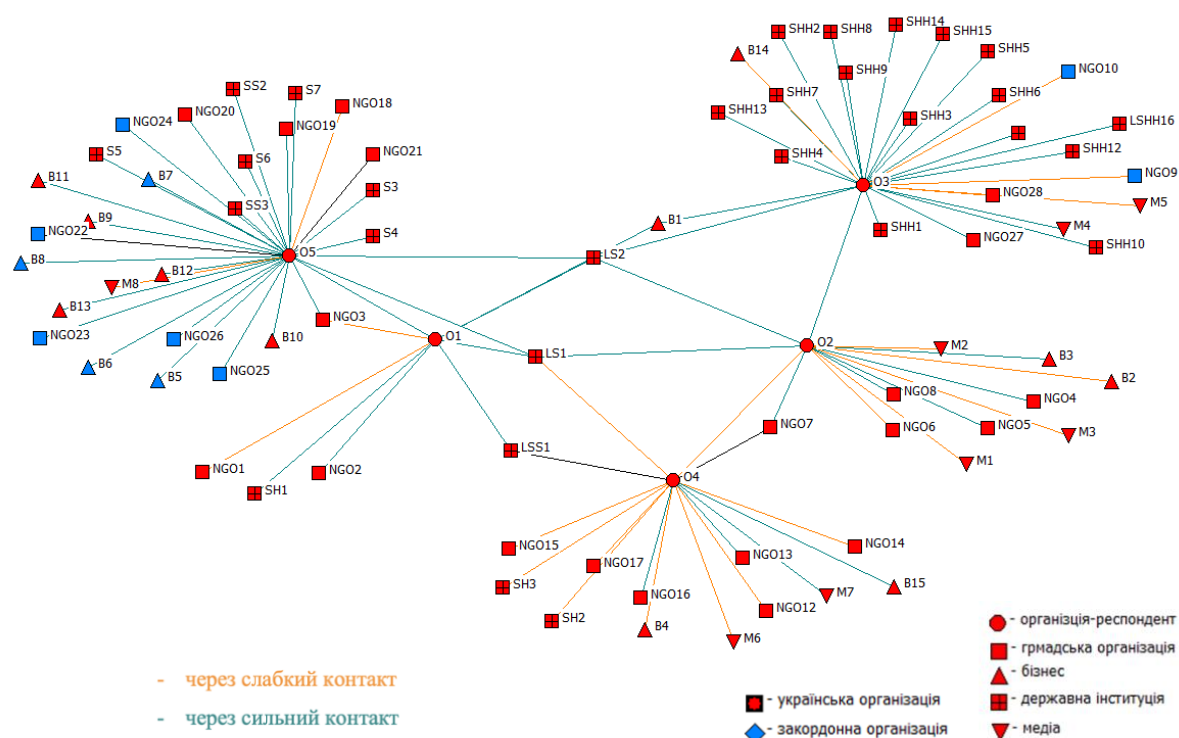 SHH2
SHH8
SHH14
SHH15
B14
SHH5
SHH9
NGO10
SS2
S7
SHH7
SHH6
NGO20
NGO18
SHH13
SHH3
LSHH16
NGO24
NGO19
S5
S6
NGO21
SHH4
SHH12
B11
B7
S3
O3
NGO9
SS3
NGO28
M5
B9
B1
SHH1
M4
NGO22
S4
NGO27
SHH10
O5
LS2
B8
B12
M8
B13
NGO3
NGO23
NGO26
B10
O1
O2
M2
LS1
B3
B6
B5
NGO25
B2
NGO8
NGO4
NGO7
NGO6
NGO5
M3
LSS1
M1
NGO1
NGO2
SH1
O4
NGO15
NGO13
NGO14
NGO17
SH3
B15
NGO16
M7
SH2
B4
NGO12
M6
- організція-респондент
- грмадська організація
- через слабкий контакт
- бізнес
- українська організація
- державна інституція
- через сильний контакт
- закордонна організація
- медіа